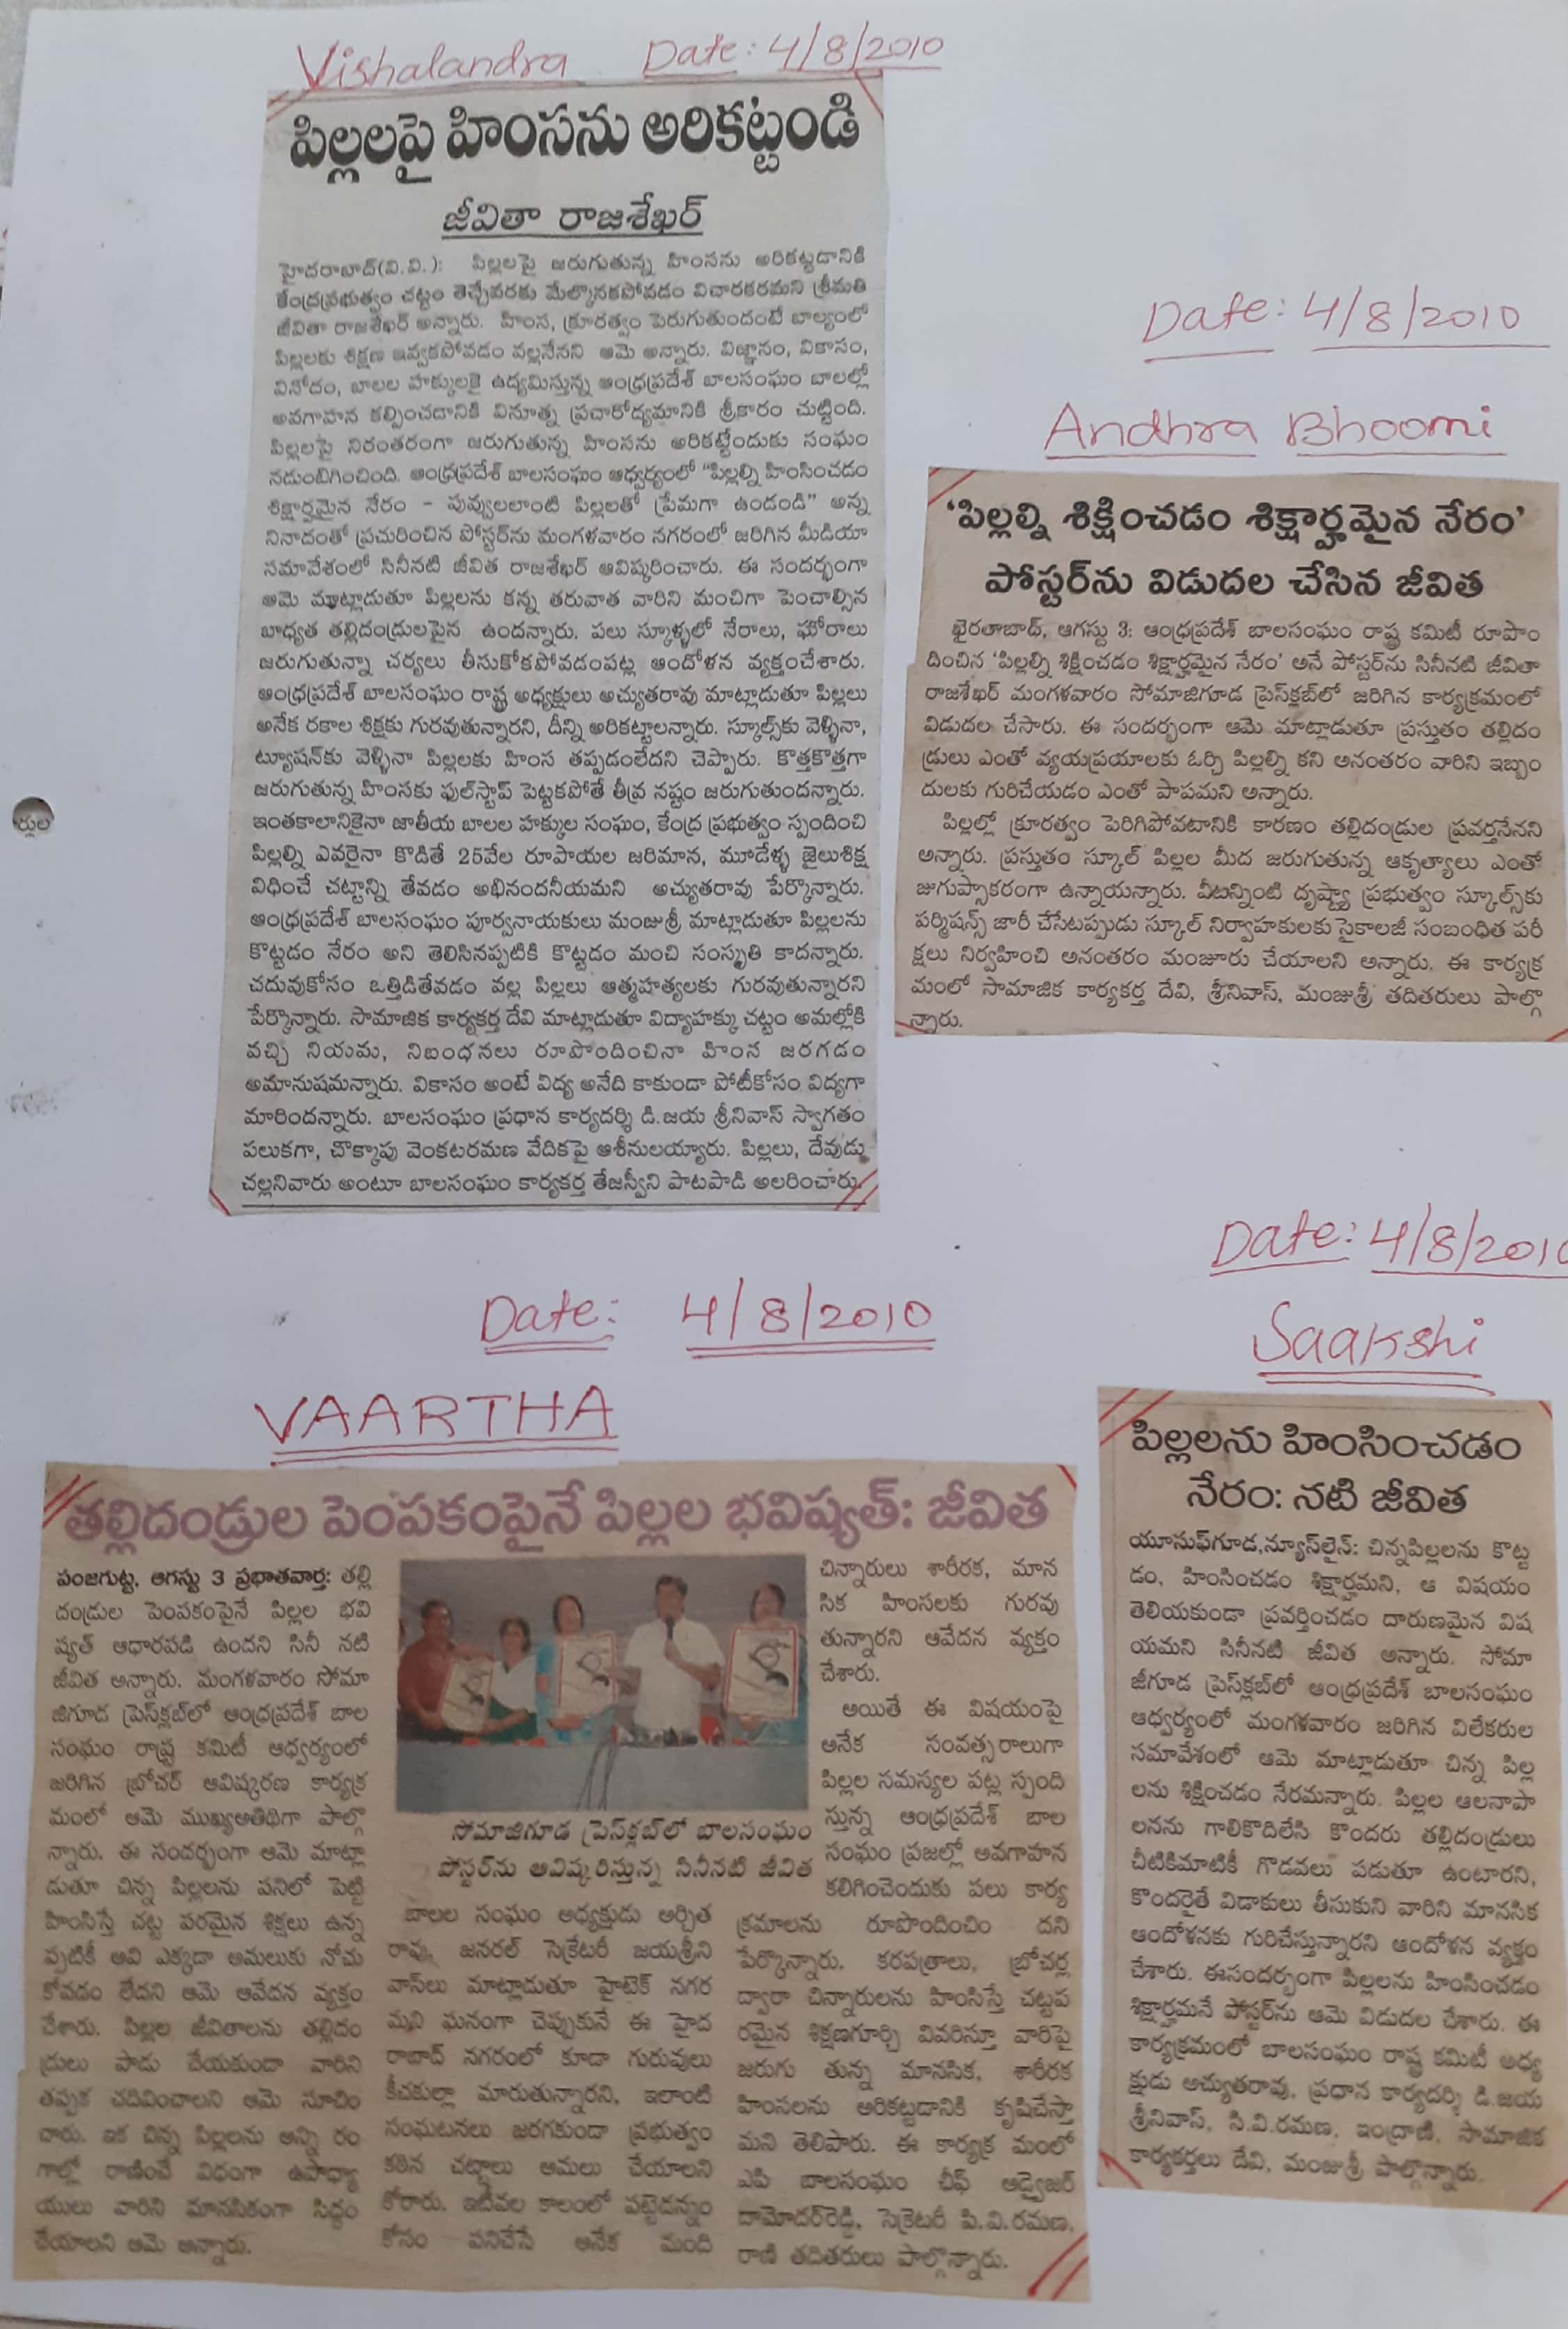 Vishalandra Date: 4/8/2010
పిల్లలపై హింసను అరికట్టండి
జీవితా రాజశేఖర్
హైదరాబాద్(వి.వి.): పిల్లలపై జరుగుతున్న హింసను అరికట్టడానికి
కేంద్రప్రభుత్వం చట్టం తెచ్చేవరకు మేల్కొనకపోవడం విచారకరమని శ్రీమతి
జీవితా రాజశేఖర్ అన్నారు. హింస, క్రూరత్వం పెరుగుతుందంటే బాల్యంలో
పిల్లలకు శిక్షణ ఇవ్వకపోవడం వల్లనేనని ఆమె అన్నారు. విజ్ఞానం, వికాసం,
వినోదం, బాలల హక్కులకై ఉద్యమిస్తున్న ఆంధ్రప్రదేశ్ బాలసంఘం బాలల్లో
అవగాహన కల్పించడానికి వినూత్న ప్రచారోద్యమానికి శ్రీకారం చుట్టింది.
పిల్లలపై నిరంతరంగా జరుగుతున్న హింసను అరికట్టేందుకు సంఘం
నడుంబిగించింది. ఆంధ్రప్రదేశ్ బాలసంఘం ఆధ్వర్యంలో "పిల్లల్ని హింసించడం
శిక్షార్హమైన నేరం - పువ్వులలాంటి పిల్లలతో ప్రేమగా ఉండండి" అన్న
నినాదంతో ప్రచురించిన పోస్టర్‌ను మంగళవారం నగరంలో జరిగిన మీడియా
సమావేశంలో సినీనటి జీవిత రాజశేఖర్ ఆవిష్కరించారు. ఈ సందర్భంగా
ఆమె మాట్లాడుతూ పిల్లలను కన్న తరువాత వారిని మంచిగా పెంచాల్సిన
బాధ్యత తల్లిదండ్రులపైన ఉందన్నారు. పలు స్కూళ్ళలో నేరాలు, ఘోరాలు
జరుగుతున్నా చర్యలు తీసుకోకపోవడంపట్ల ఆందోళన వ్యక్తంచేశారు.
ఆంధ్రప్రదేశ్ బాలసంఘం రాష్ట్ర అధ్యక్షులు అచ్యుతరావు మాట్లాడుతూ పిల్లలు
అనేక రకాల శిక్షకు గురవుతున్నారని, దీన్ని అరికట్టాలన్నారు. స్కూల్స్‌కు వెళ్ళినా,
ట్యూషన్‌కు వెళ్ళినా పిల్లలకు హింస తప్పడంలేదని చెప్పారు. కొత్తకొత్తగా
జరుగుతున్న హింసకు ఫుల్‌స్టాప్ పెట్టకపోతే తీవ్ర నష్టం జరుగుతుందన్నారు.
ఇంతకాలానికైనా జాతీయ బాలల హక్కుల సంఘం, కేంద్ర ప్రభుత్వం స్పందించి
పిల్లల్ని ఎవరైనా కొడితే 25వేల రూపాయల జరిమాన, మూడేళ్ళ జైలుశిక్ష
విధించే చట్టాన్ని తేవడం అభినందనీయమని అచ్యుతరావు పేర్కొన్నారు.
ఆంధ్రప్రదేశ్ బాలసంఘం పూర్వనాయకులు మంజుశ్రీ మాట్లాడుతూ పిల్లలను
కొట్టడం నేరం అని తెలిసినప్పటికి కొట్టడం మంచి సంస్కృతి కాదన్నారు.
చదువుకోసం ఒత్తిడితేవడం వల్ల పిల్లలు ఆత్మహత్యలకు గురవుతున్నారని
పేర్కొన్నారు. సామాజిక కార్యకర్త దేవి మాట్లాడుతూ విద్యాహక్కు చట్టం అమల్లోకి
వచ్చి నియమ, నిబంధనలు రూపొందించినా హింస జరగడం
అమానుషమన్నారు. వికాసం అంటే విద్య అనేది కాకుండా పోటీకోసం విద్యగా
మారిందన్నారు. బాలసంఘం ప్రధాన కార్యదర్శి డి.జయ శ్రీనివాస్ స్వాగతం
పలుకగా, చొక్కాపు వెంకటరమణ వేదికపై ఆశీనులయ్యారు. పిల్లలు, దేవుడు
చల్లనివారు అంటూ బాలసంఘం కార్యకర్త తేజస్వీని పాటపాడి అలరించారు.
Date: 4/8/2010
Andhra Bhoomi
'పిల్లల్ని శిక్షించడం శిక్షార్హమైన నేరం'
పోస్టర్‌ను విడుదల చేసిన జీవిత
ఖైరతాబాద్, ఆగస్టు 3: ఆంధ్రప్రదేశ్ బాలసంఘం రాష్ట్ర కమిటీ రూపొం
దించిన 'పిల్లల్ని శిక్షించడం శిక్షార్హమైన నేరం' అనే పోస్టర్‌ను సినీనటి జీవితా
రాజశేఖర్ మంగళవారం సోమాజిగూడ ప్రెస్‌క్లబ్‌లో జరిగిన కార్యక్రమంలో
విడుదల చేసారు. ఈ సందర్భంగా ఆమె మాట్లాడుతూ ప్రస్తుతం తల్లిదం
డ్రులు ఎంతో వ్యయప్రయాలకు ఓర్చి పిల్లల్ని కని అనంతరం వారిని ఇబ్బం
దులకు గురిచేయడం ఎంతో పాపమని అన్నారు.
పిల్లల్లో క్రూరత్వం పెరిగిపోవటానికి కారణం తల్లిదండ్రుల ప్రవర్తనేనని
అన్నారు. ప్రస్తుతం స్కూల్ పిల్లల మీద జరుగుతున్న ఆకృత్యాలు ఎంతో
జుగుప్సాకరంగా ఉన్నాయన్నారు. వీటన్నింటి దృష్ట్యా ప్రభుత్వం స్కూల్స్‌కు
పర్మిషన్స్ జారీ చేసేటప్పుడు స్కూల్ నిర్వాహకులకు సైకాలజీ సంబంధిత పరీ
క్షలు నిర్వహించి అనంతరం మంజూరు చేయాలని అన్నారు. ఈ కార్యక్ర
మంలో సామాజిక కార్యకర్త దేవి, శ్రీనివాస్, మంజుశ్రీ తదితరులు పాల్గొ
న్నారు.
Date: 4/8/2010
VAARTHA
తల్లిదండ్రుల పెంపకంపైనే పిల్లల భవిష్యత్: జీవిత
పంజగుట్ట, ఆగస్టు 3 ప్రభాతవార్త: తల్లి
దండ్రుల పెంపకంపైనే పిల్లల భవి
ష్యత్ ఆధారపడి ఉందని సినీ నటి
జీవిత అన్నారు. మంగళవారం సోమా
జిగూడ ప్రెస్‌క్లబ్‌లో ఆంధ్రప్రదేశ్ బాల
సంఘం రాష్ట్ర కమిటీ ఆధ్వర్యంలో
జరిగిన బ్రోచర్ ఆవిష్కరణ కార్యక్ర
మంలో ఆమె ముఖ్యఅతిథిగా పాల్గొ
న్నారు. ఈ సందర్భంగా ఆమె మాట్లా
డుతూ చిన్న పిల్లలను పనిలో పెట్టి
హింసిస్తే చట్ట పరమైన శిక్షలు ఉన్న
ప్పటికీ అవి ఎక్కడా అమలుకు నోచు
కోవడం లేదని ఆమె ఆవేదన వ్యక్తం
చేశారు. పిల్లల జీవితాలను తల్లిదం
డ్రులు పాడు చేయకుండా వారిని
తప్పక చదివించాలని ఆమె సూచిం
చారు. ఇక చిన్న పిల్లలను అన్ని రం
గాల్లో రాణించే విధంగా ఉపాధ్యా
యులు వారిని మానసికంగా సిద్ధం
చేయాలని ఆమె అన్నారు.
సోమాజిగూడ ప్రెస్‌క్లబ్‌లో బాలసంఘం
పోస్టర్‌ను ఆవిష్కరిస్తున్న సినీనటి జీవిత
బాలల సంఘం అధ్యక్షుడు అర్చిత
రావు, జనరల్ సెక్రెటరీ జయశ్రీని
వాస్‌లు మాట్లాడుతూ హైటెక్ నగర
మని ఘనంగా చెప్పుకునే ఈ హైద
రాబాద్ నగరంలో కూడా గురువులు
కీచకుల్లా మారుతున్నారని, ఇలాంటి
సంఘటనలు జరగకుండా ప్రభుత్వం
కఠిన చట్టాలు అమలు చేయాలని
కోరారు. ఇటీవల కాలంలో పట్టెడన్నం
కోసం పనిచేసే అనేక మంది
చిన్నారులు శారీరక, మాన
సిక హింసలకు గురవు
తున్నారని ఆవేదన వ్యక్తం
చేశారు.
అయితే ఈ విషయంపై
అనేక సంవత్సరాలుగా
పిల్లల సమస్యల పట్ల స్పంది
స్తున్న ఆంధ్రప్రదేశ్ బాల
సంఘం ప్రజల్లో అవగాహన
కలిగించెందుకు పలు కార్య
క్రమాలను రూపొందించిం దని
పేర్కొన్నారు. కరపత్రాలు, బ్రోచర్ల
ద్వారా చిన్నారులను హింసిస్తే చట్టప
రమైన శిక్షణగూర్చి వివరిస్తూ వారిపై
జరుగు తున్న మానసిక, శారీరక
హింసలను అరికట్టడానికి కృషిచేస్తా
మని తెలిపారు. ఈ కార్యక్ర మంలో
ఎపి బాలసంఘం చీఫ్ అడ్వైజర్
దామోదర్‌రెడ్డి, సెక్రెటరీ పి.వి.రమణ,
రాణి తదితరులు పాల్గొన్నారు.
Date: 4/8/2010
Saakshi
పిల్లలను హింసించడం
నేరం: నటి జీవిత
యూసుఫ్‌గూడ,న్యూస్‌లైన్: చిన్నపిల్లలను కొట్ట
డం, హింసించడం శిక్షార్హమని, ఆ విషయం
తెలియకుండా ప్రవర్తించడం దారుణమైన విష
యమని సినీనటి జీవిత అన్నారు. సోమా
జీగూడ ప్రెస్‌క్లబ్‌లో ఆంధ్రప్రదేశ్ బాలసంఘం
ఆధ్వర్యంలో మంగళవారం జరిగిన విలేకరుల
సమావేశంలో ఆమె మాట్లాడుతూ చిన్న పిల్ల
లను శిక్షించడం నేరమన్నారు. పిల్లల ఆలనాపా
లనను గాలికొదిలేసి కొందరు తల్లిదండ్రులు
చీటికిమాటికీ గొడవలు పడుతూ ఉంటారని,
కొందరైతే విడాకులు తీసుకుని వారిని మానసిక
ఆందోళనకు గురిచేస్తున్నారని ఆందోళన వ్యక్తం
చేశారు. ఈసందర్భంగా పిల్లలను హింసించడం
శిక్షార్హమనే పోస్టర్‌ను ఆమె విడుదల చేశారు. ఈ
కార్యక్రమంలో బాలసంఘం రాష్ట్ర కమిటీ అధ్య
క్షుడు అచ్యుతరావు, ప్రధాన కార్యదర్శి డి.జయ
శ్రీనివాస్, సి.వి.రమణ, ఇంద్రాణి, సామాజిక
కార్యకర్తలు దేవి, మంజుశ్రీ పాల్గొన్నారు.